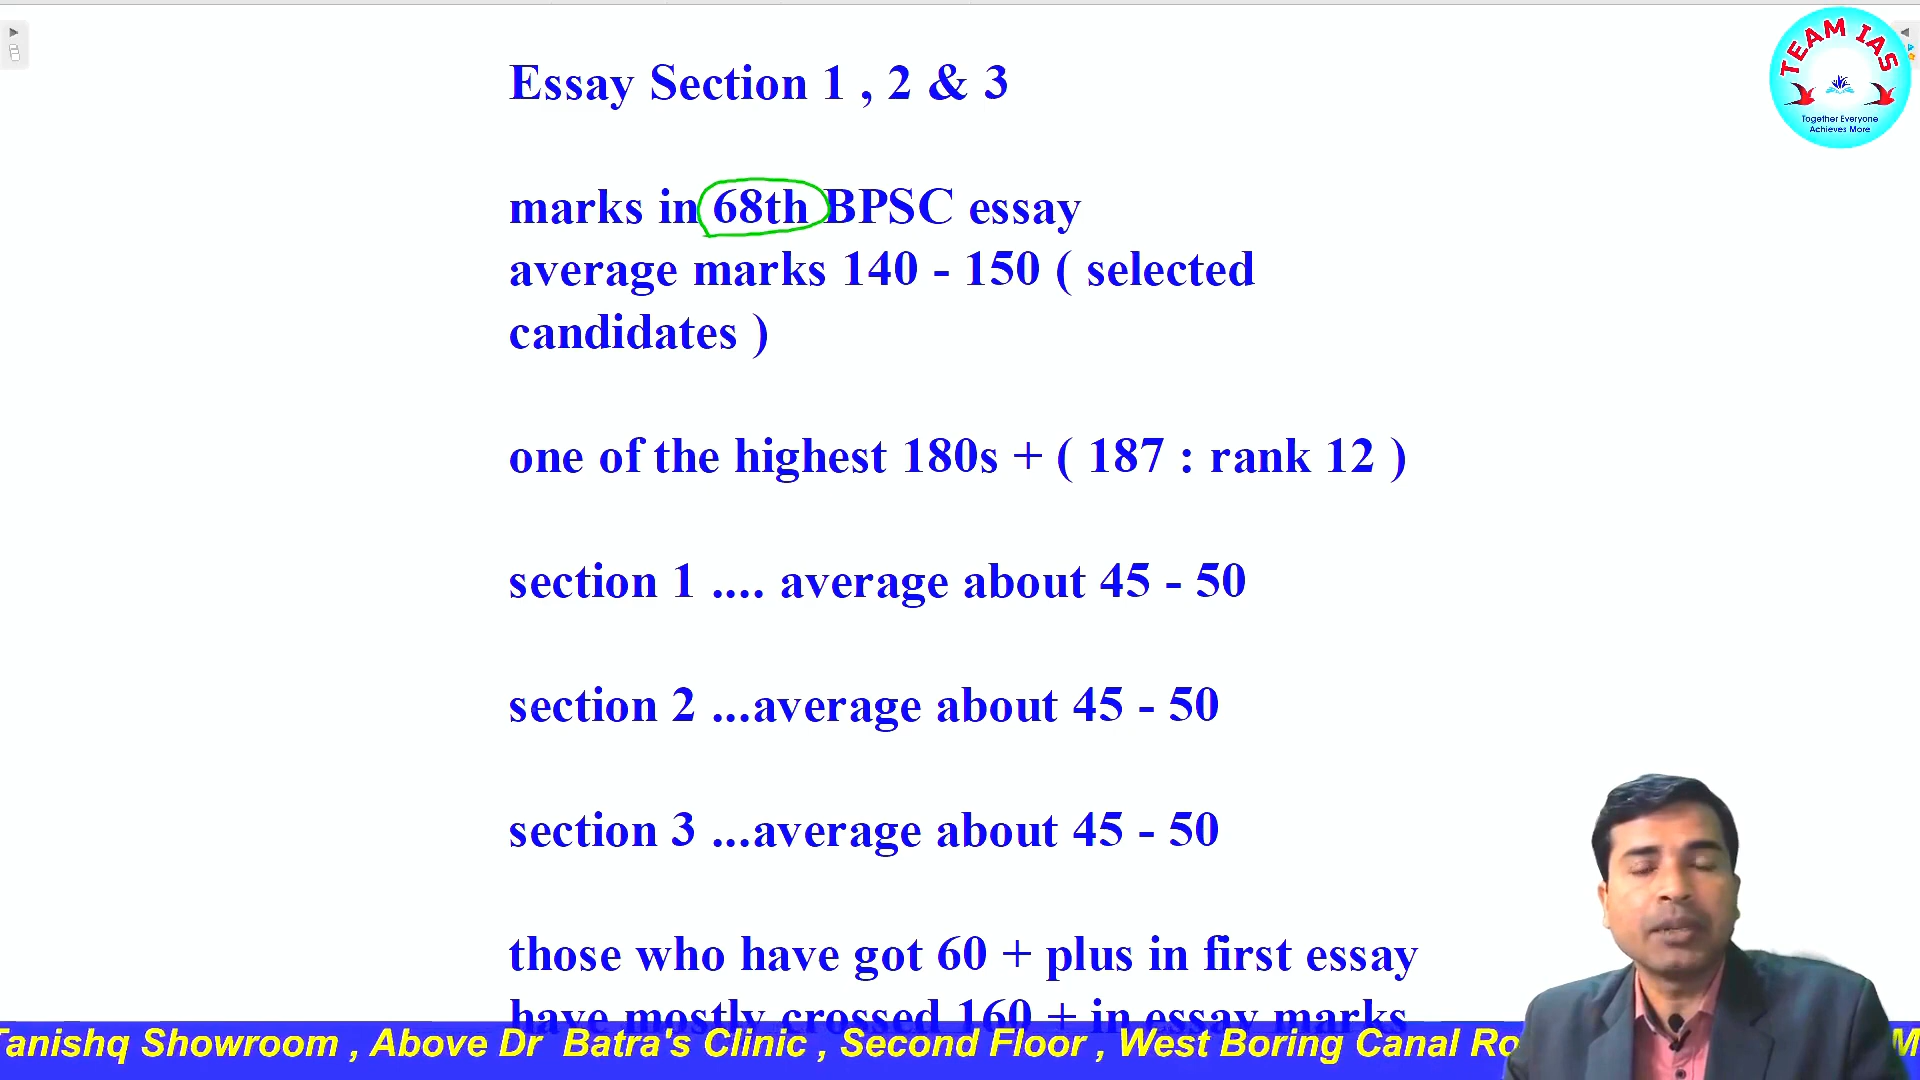 Essay Section 1 , 2 & 3
marks in 68th BPSC essay
average marks 140 - 150 ( selected
candidates )
one of the highest 180s + ( 187 : rank 12 )
section 1 .... average about 45 - 50
section 2 ...average about 45 - 50
section 3 ...average about 45 - 50
those who have got 60 + plus in first essay
have mostly crossed 160 + in essay marks
TEAM IAS
Together Everyone
Achieves More
Tanishq Showroom , Above Dr Batra's Clinic , Second Floor , West Boring Canal Ro